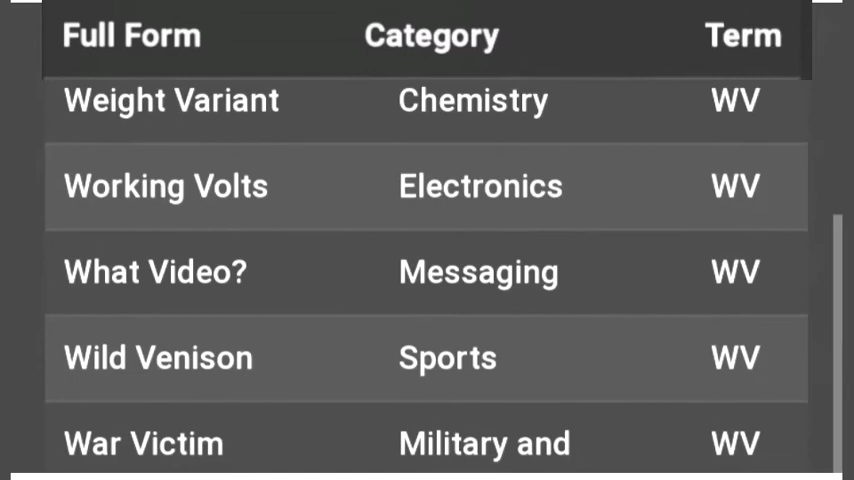 Full Form Category Term
Weight Variant Chemistry WV
Working Volts Electronics WV
What Video? Messaging WV
Wild Venison Sports WV
War Victim Military and WV